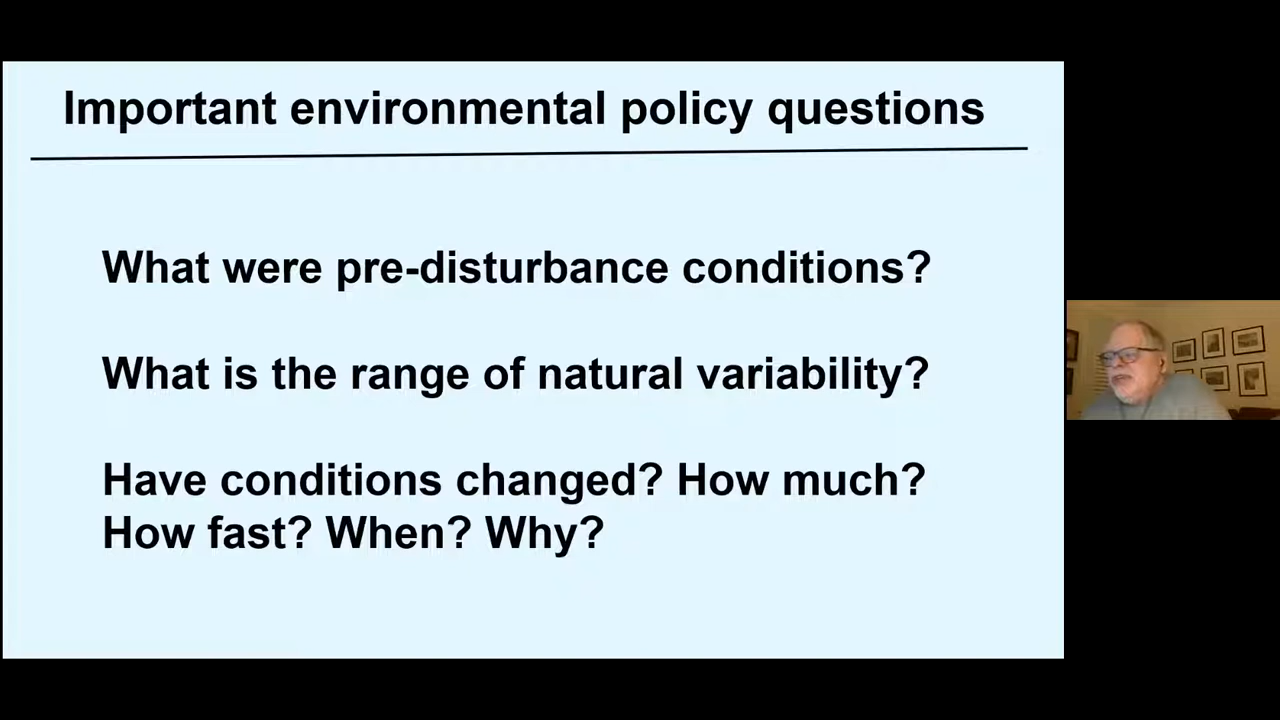 Important environmental policy questions
What were pre-disturbance conditions?
What is the range of natural variability?
Have conditions changed? How much?
How fast? When? Why?